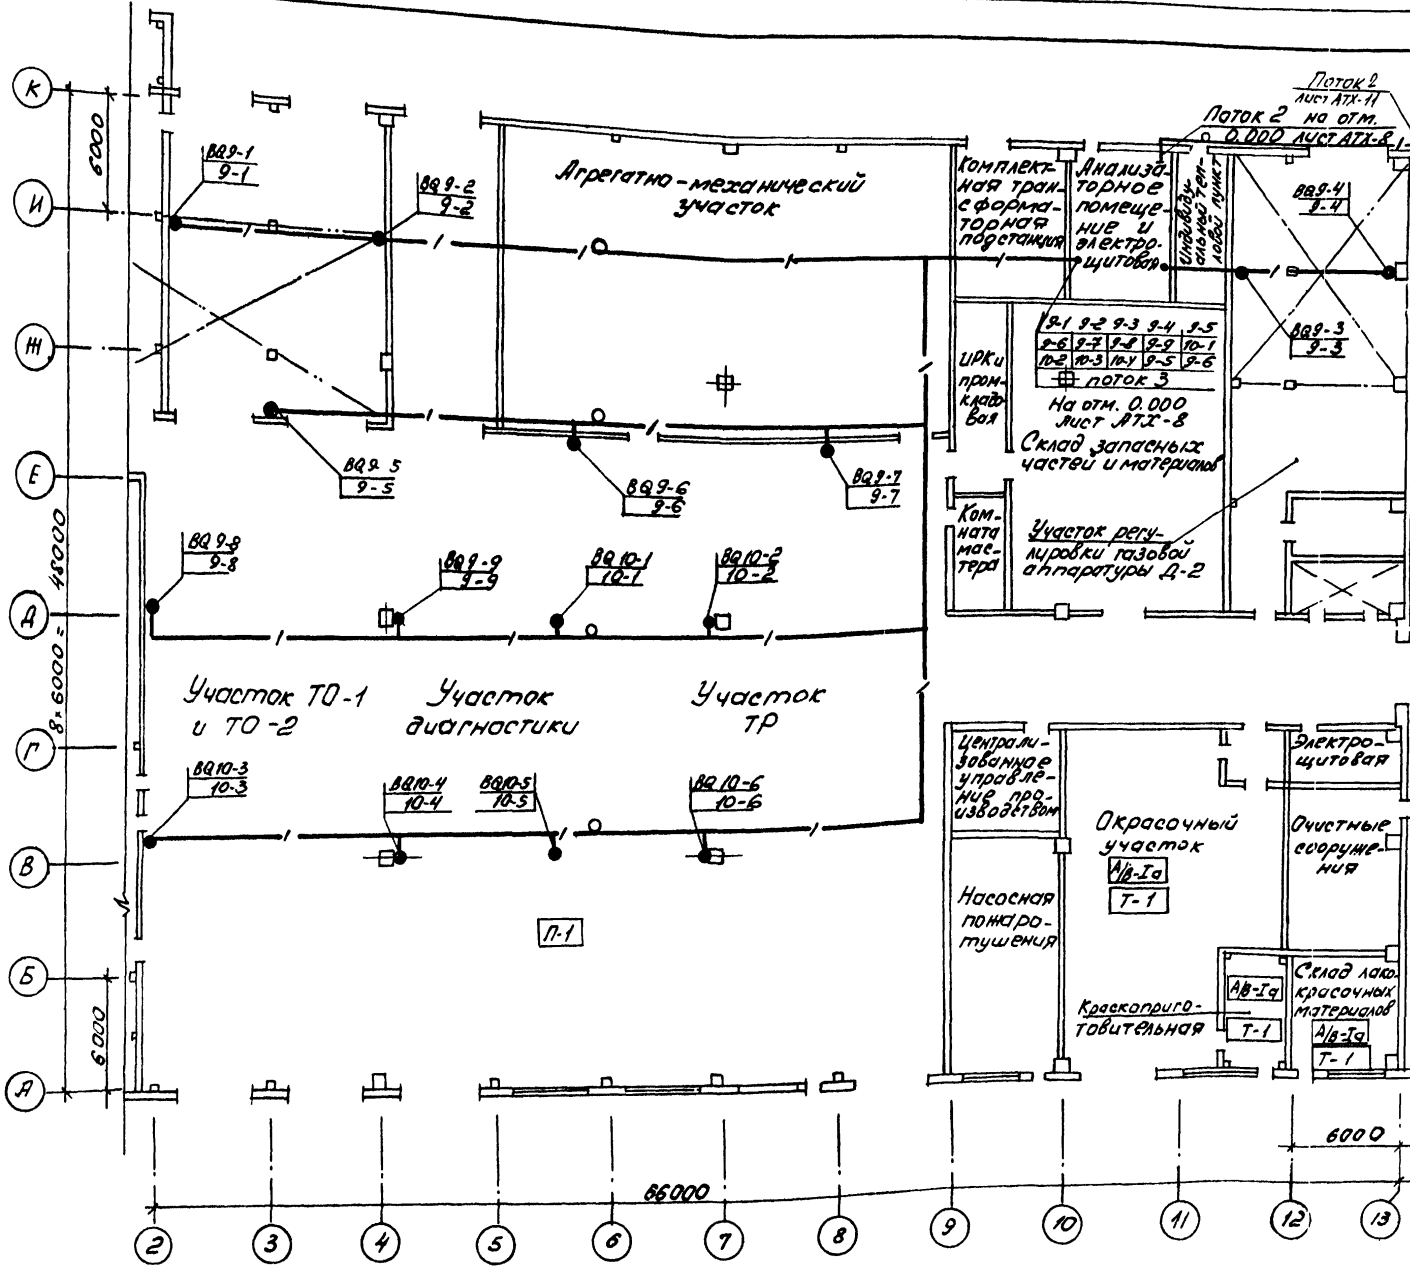 Поток 2
лист АТХ-11
Поток 2 на отм.
0.000 лист АТХ-8
К
И
Ж
Е
Д
Г
В
Б
А
6000
8×6000 = 48000
6000
BQ9-1
9-1
BQ9-2
9-2
Агрегатно-механический
участок
Комплект-
ная тран-
сформа-
торная
подстанция
Анализа-
торное
помеще-
ние и
электро-
щитовая
Индивиду-
альный теп-
ловой пункт
BQ9-4
9-4
BQ9-3
9-3
9-1 9-2 9-3 9-4 9-5
9-6 9-7 9-8 9-9 10-1
10-2 10-3 10-4 9-5 9-6
поток 3
На отм. 0.000
лист АТХ-8
ИРК и
пром-
кладо-
вая
Склад запасных
частей и материалов
BQ9-5
9-5
BQ9-6
9-6
BQ9-7
9-7
Ком-
ната
мас-
тера
Участок регу-
лировки газовой
аппаратуры Д-2
BQ9-8
9-8
BQ9-9
9-9
BQ10-1
10-1
BQ10-2
10-2
Участок ТО-1
и ТО-2
Участок
диагностики
Участок
ТР
BQ10-3
10-3
BQ10-4
10-4
BQ10-5
10-5
BQ10-6
10-6
Централи-
зованное
управле-
ние про-
изводством
Электро-
щитовая
Окрасочный
участок
А/В-Iа
Т-1
Очистные
сооруже-
ния
Насосная
пожаро-
тушения
П-1
Краскоприго-
товительная
А/В-Iа
Т-1
Склад лако-
красочных
материалов
А/В-Iа
Т-1
6000
66000
2
3
4
5
6
7
8
9
10
11
12
13